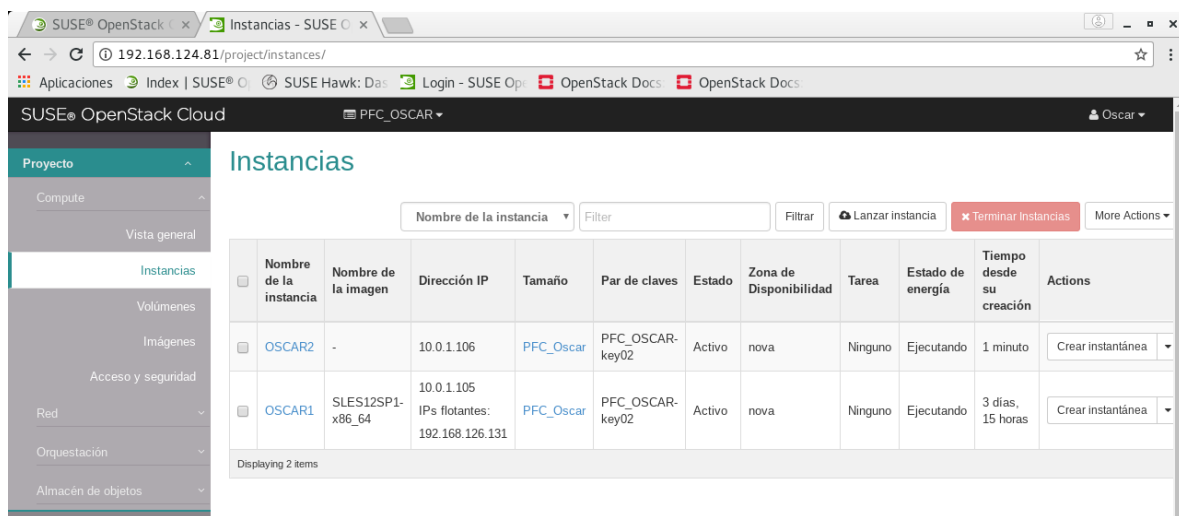 SUSE® OpenStack
Instancias - SUSE O
192.168.124.81/project/instances/
Aplicaciones Index | SUSE® O SUSE Hawk: Das Login - SUSE Ope OpenStack Docs: OpenStack Docs:
SUSE® OpenStack Cloud PFC_OSCAR Oscar
Proyecto
Compute
Vista general
Instancias
Volúmenes
Imágenes
Acceso y seguridad
Red
Orquestación
Almacén de objetos
Instancias
Nombre de la instancia Filter Filtrar Lanzar instancia Terminar Instancias More Actions
Nombre de la instancia Nombre de la imagen Dirección IP Tamaño Par de claves Estado Zona de Disponibilidad Tarea Estado de energía Tiempo desde su creación Actions
OSCAR2 - 10.0.1.106 PFC_Oscar PFC_OSCAR-key02 Activo nova Ninguno Ejecutando 1 minuto Crear instantánea
OSCAR1 SLES12SP1-x86_64 10.0.1.105 IPs flotantes: 192.168.126.131 PFC_Oscar PFC_OSCAR-key02 Activo nova Ninguno Ejecutando 3 días, 15 horas Crear instantánea
Displaying 2 items